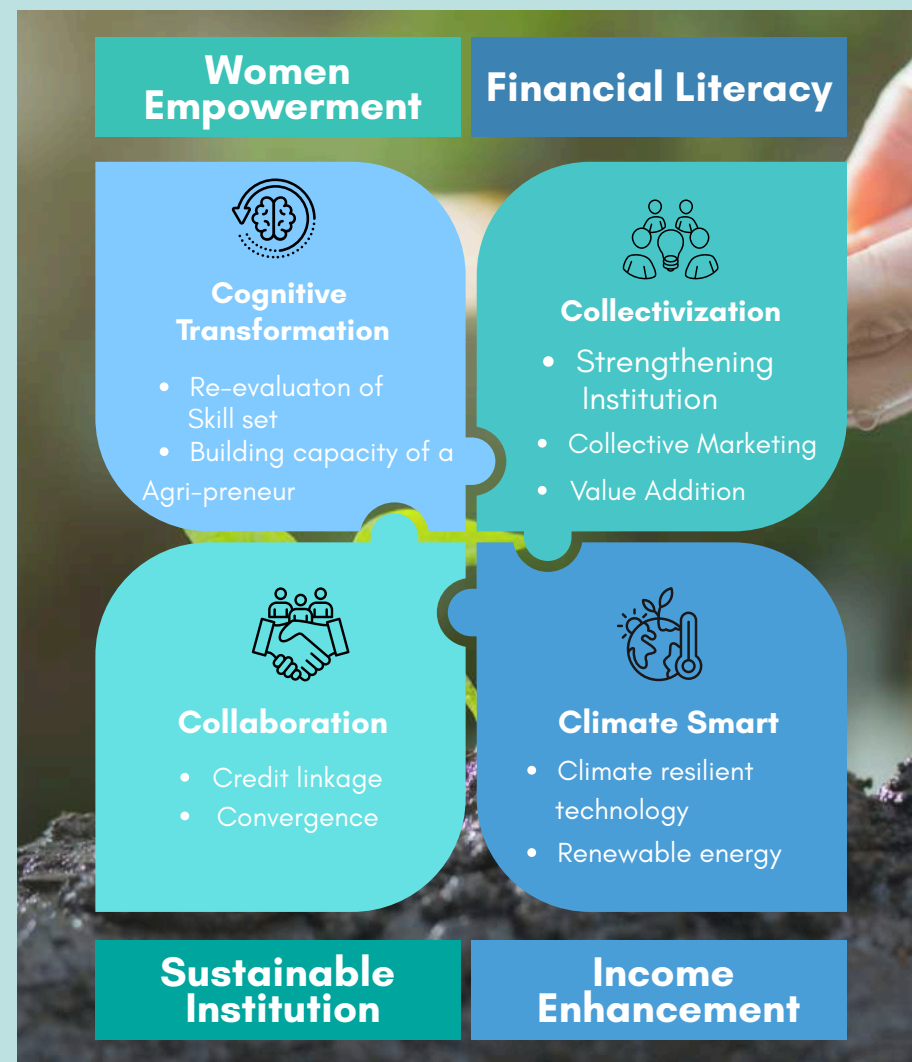 Women
Empowerment
Financial Literacy
Cognitive
Transformation
• Re-evaluaton of
Skill set
• Building capacity of a
Agri-preneur
Collectivization
• Strengthening
Institution
• Collective Marketing
• Value Addition
Collaboration
• Credit linkage
• Convergence
Climate Smart
• Climate resilient
technology
• Renewable energy
Sustainable
Institution
Income
Enhancement